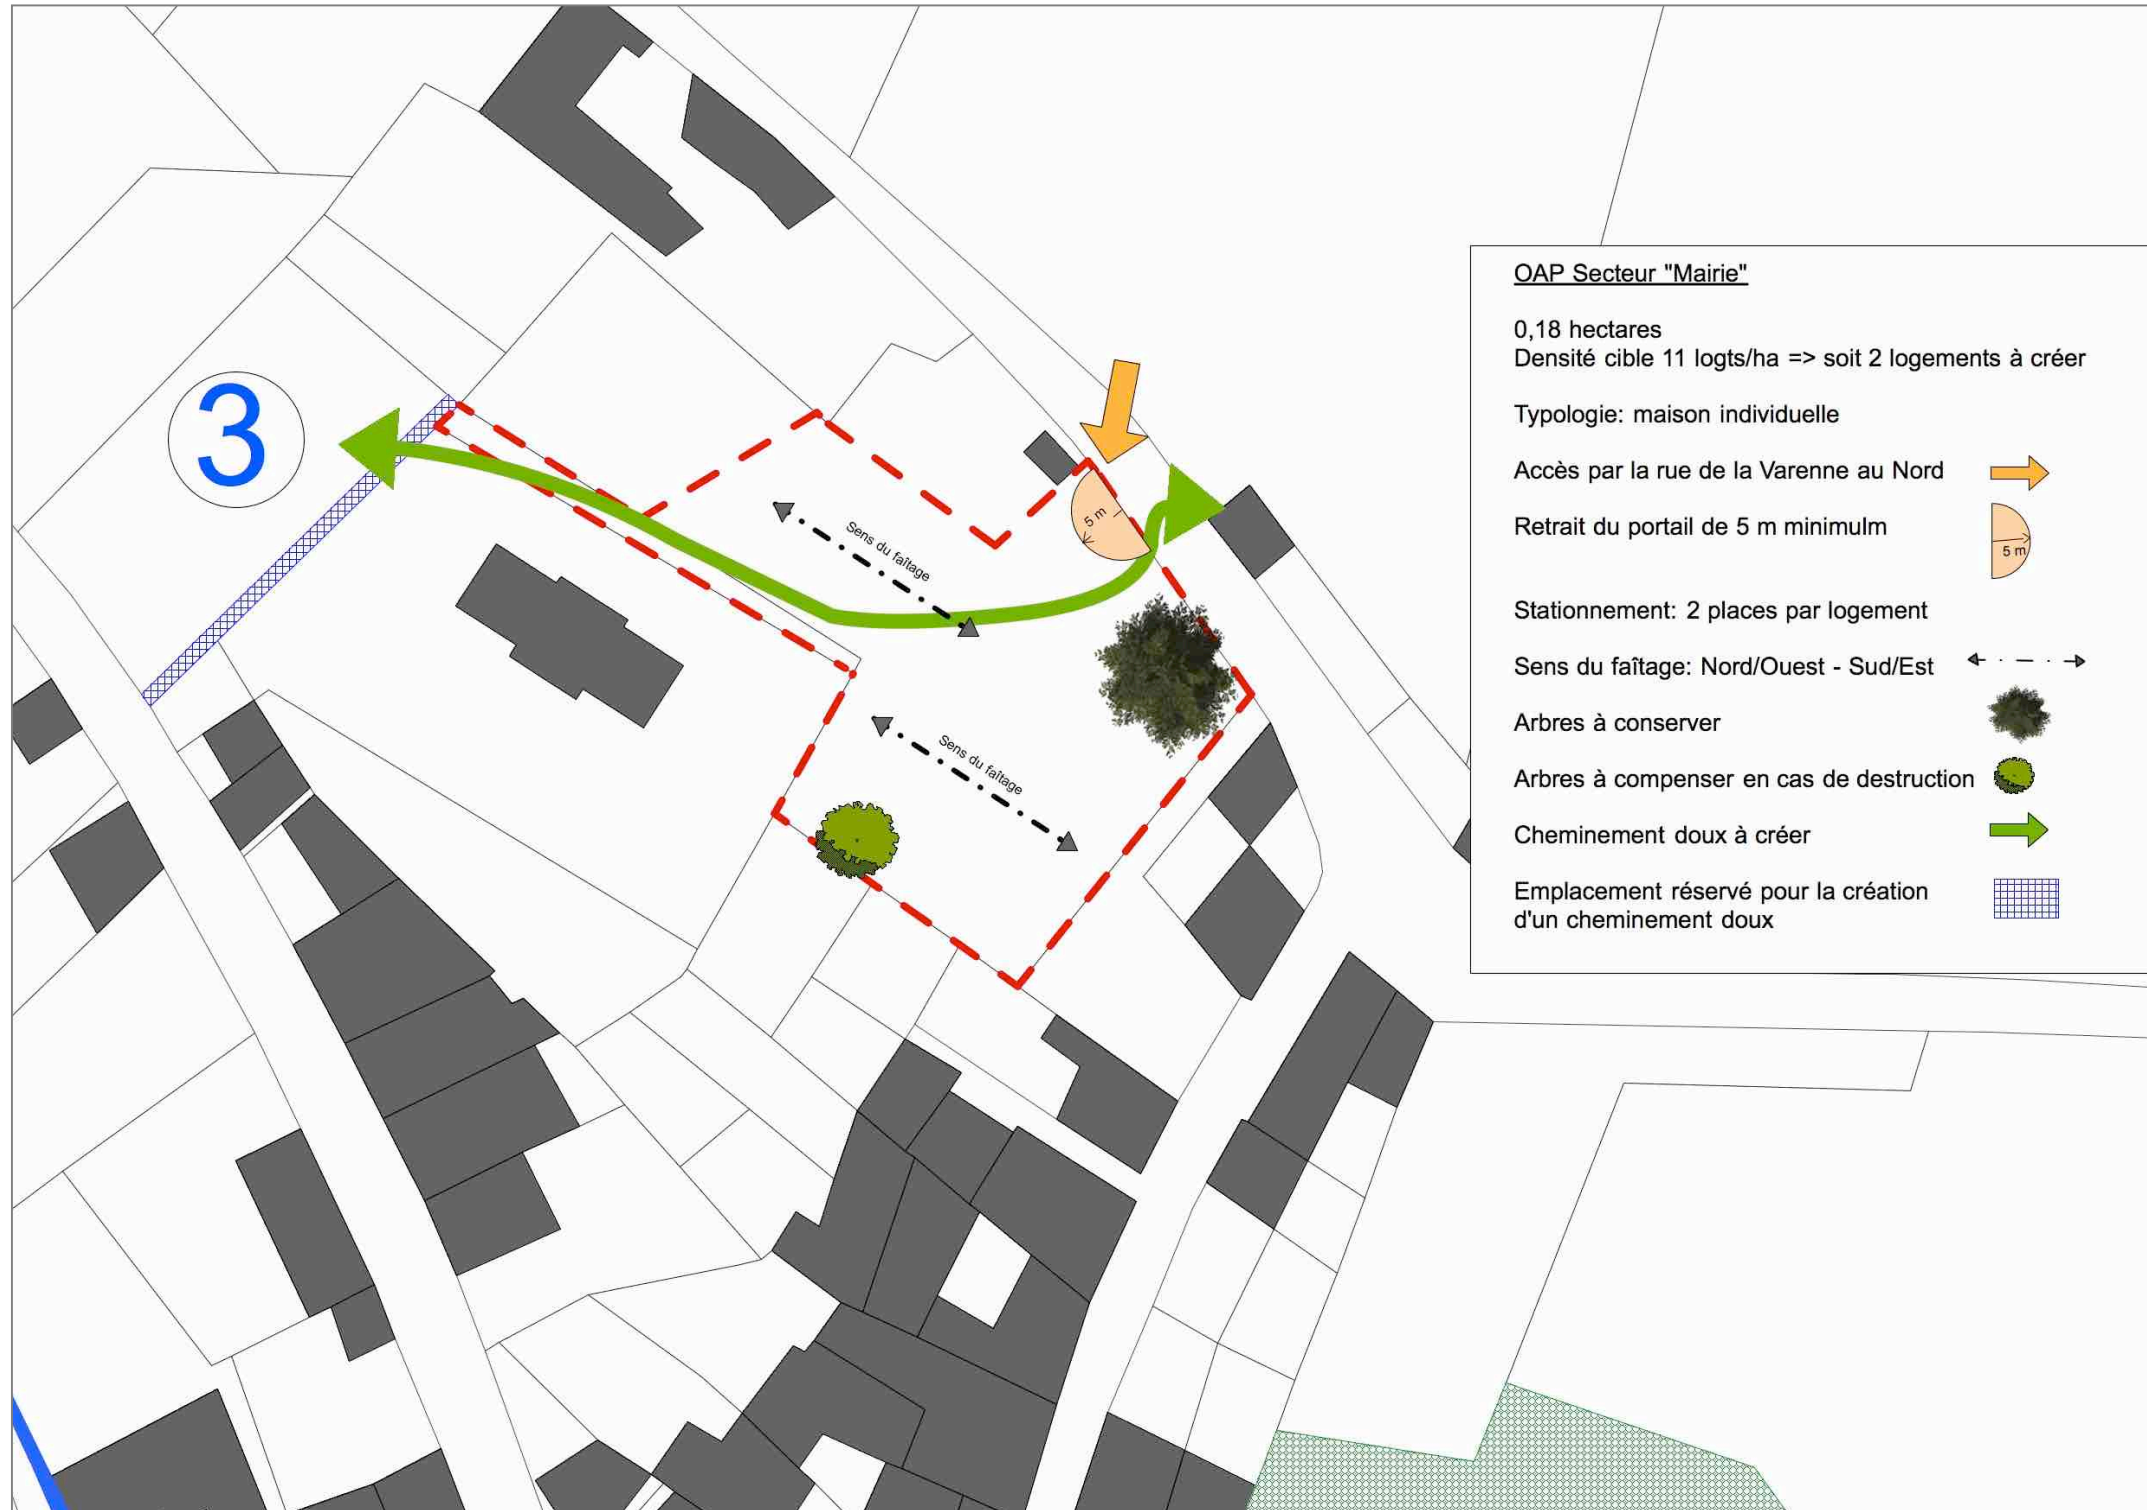 OAP Secteur "Mairie"
0,18 hectares
Densité cible 11 logts/ha => soit 2 logements à créer
Typologie: maison individuelle
Accès par la rue de la Varenne au Nord
Retrait du portail de 5 m minimulm
5 m
Stationnement: 2 places par logement
Sens du faîtage: Nord/Ouest - Sud/Est
Arbres à conserver
Arbres à compenser en cas de destruction
Cheminement doux à créer
Emplacement réservé pour la création
d'un cheminement doux
3
5 m
Sens du faîtage
Sens du faîtage